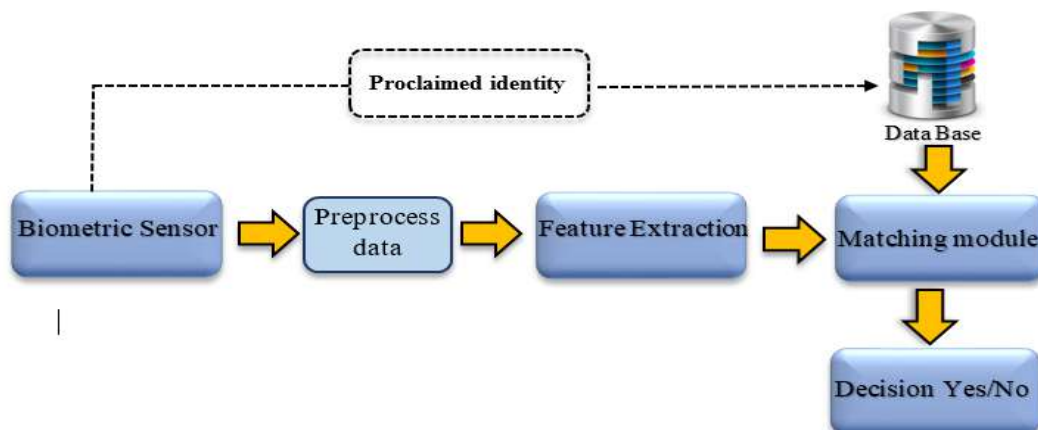 Proclaimed identity
Data Base
Biometric Sensor
Preprocess
data
Feature Extraction
Matching module
Decision Yes/No